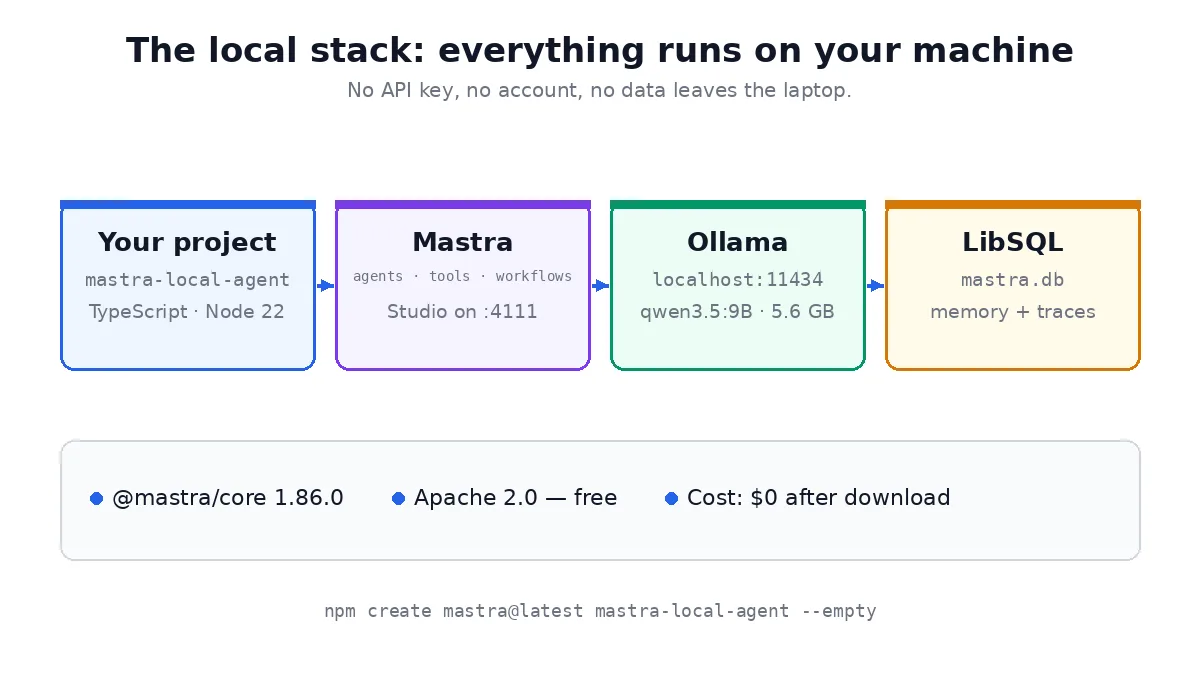 The local stack: everything runs on your machine
No API key, no account, no data leaves the laptop.
Your project
mastra-local-agent
TypeScript · Node 22
Mastra
agents · tools · workflows
Studio on :4111
Ollama
localhost:11434
qwen3.5:9B · 5.6 GB
LibSQL
mastra.db
memory + traces
@mastra/core 1.86.0
Apache 2.0 — free
Cost: $0 after download
npm create mastra@latest mastra-local-agent --empty